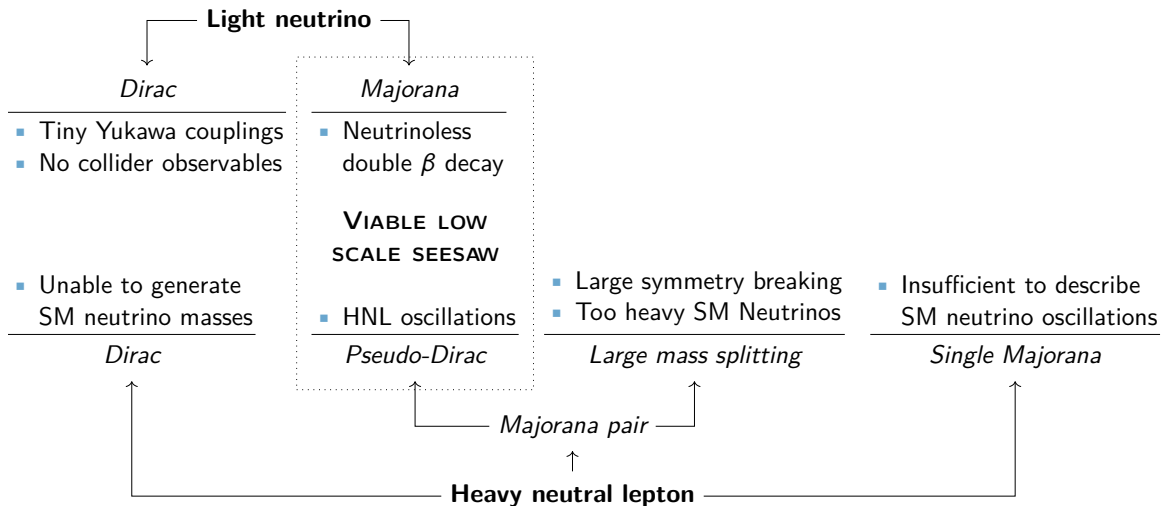 Light neutrino
Dirac
Majorana
▪ Tiny Yukawa couplings
▪ No collider observables
▪ Neutrinoless
double β decay
VIABLE LOW
SCALE SEESAW
▪ Unable to generate
SM neutrino masses
▪ HNL oscillations
▪ Large symmetry breaking
▪ Too heavy SM Neutrinos
▪ Insufficient to describe
SM neutrino oscillations
Dirac
Pseudo-Dirac
Large mass splitting
Single Majorana
Majorana pair
Heavy neutral lepton